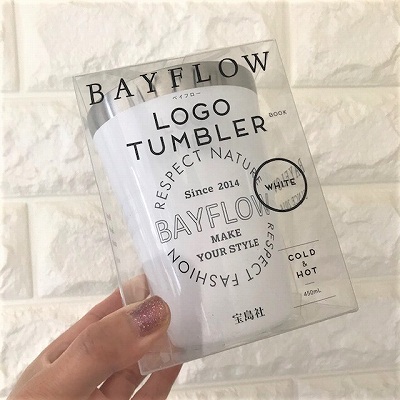 BAYFLOW
ベイフロー
LOGO
TUMBLER
BOOK
RESPECT NATURE
WHITE
Since 2014
BAYFLOW
MAKE
YOUR STYLE
RESPECT FASHION
COLD
&
HOT
450mL
宝島社